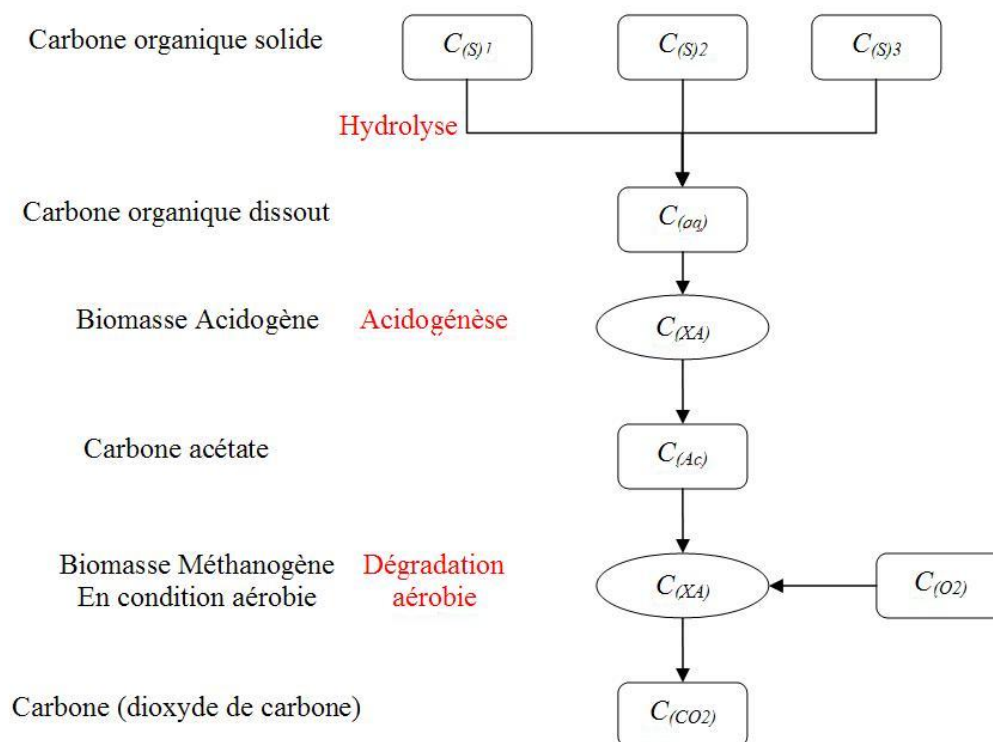 Carbone organique solide
C(S)1
C(S)2
C(S)3
Hydrolyse
Carbone organique dissout
C(aq)
Biomasse Acidogène
Acidogénèse
C(XA)
Carbone acétate
C(Ac)
Biomasse Méthanogène
En condition aérobie
Dégradation
aérobie
C(XA)
C(O2)
Carbone (dioxyde de carbone)
C(CO2)